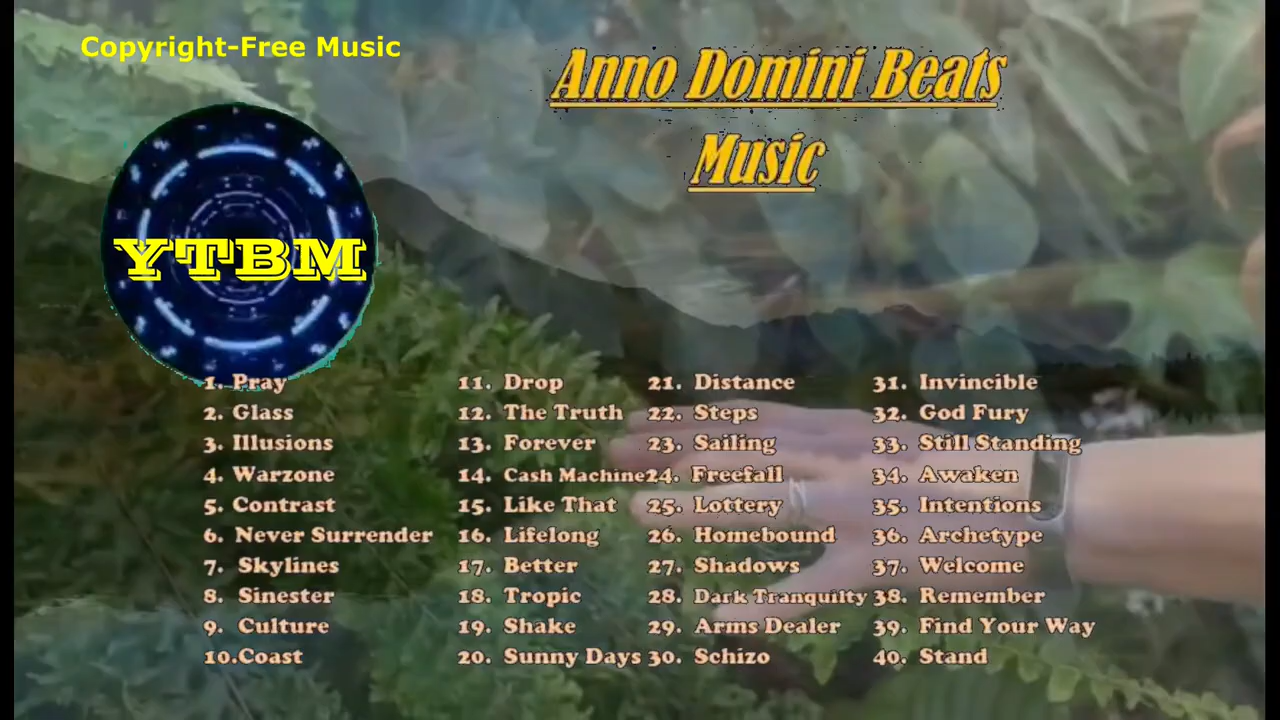 Copyright-Free Music
Anno Domini Beats
Music
YTBM
1. Pray
2. Glass
3. Illusions
4. Warzone
5. Contrast
6. Never Surrender
7. Skylines
8. Sinester
9. Culture
10.Coast
11. Drop
12. The Truth
13. Forever
14. Cash Machine
15. Like That
16. Lifelong
17. Better
18. Tropic
19. Shake
20. Sunny Days
21. Distance
22. Steps
23. Sailing
24. Freefall
25. Lottery
26. Homebound
27. Shadows
28. Dark Tranquilty
29. Arms Dealer
30. Schizo
31. Invincible
32. God Fury
33. Still Standing
34. Awaken
35. Intentions
36. Archetype
37. Welcome
38. Remember
39. Find Your Way
40. Stand